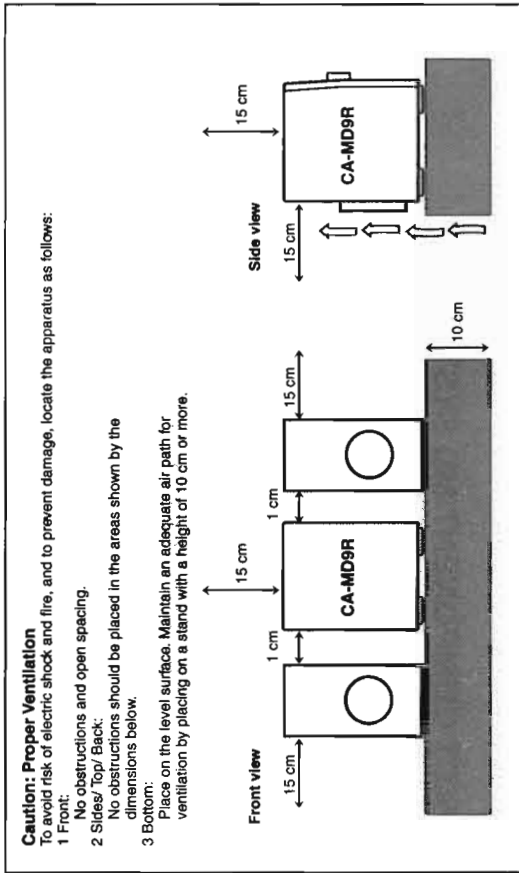 Caution: Proper Ventilation
To avoid risk of electric shock and fire, and to prevent damage, locate the apparatus as follows:
1 Front:
No obstructions and open spacing.
2 Sides/ Top/ Back:
No obstructions should be placed in the areas shown by the
dimensions below.
3 Bottom:
Place on the level surface. Maintain an adequate air path for
ventilation by placing on a stand with a height of 10 cm or more.
Front view
15 cm
1 cm
15 cm
CA-MD9R
1 cm
15 cm
10 cm
Side view
15 cm
15 cm
CA-MD9R